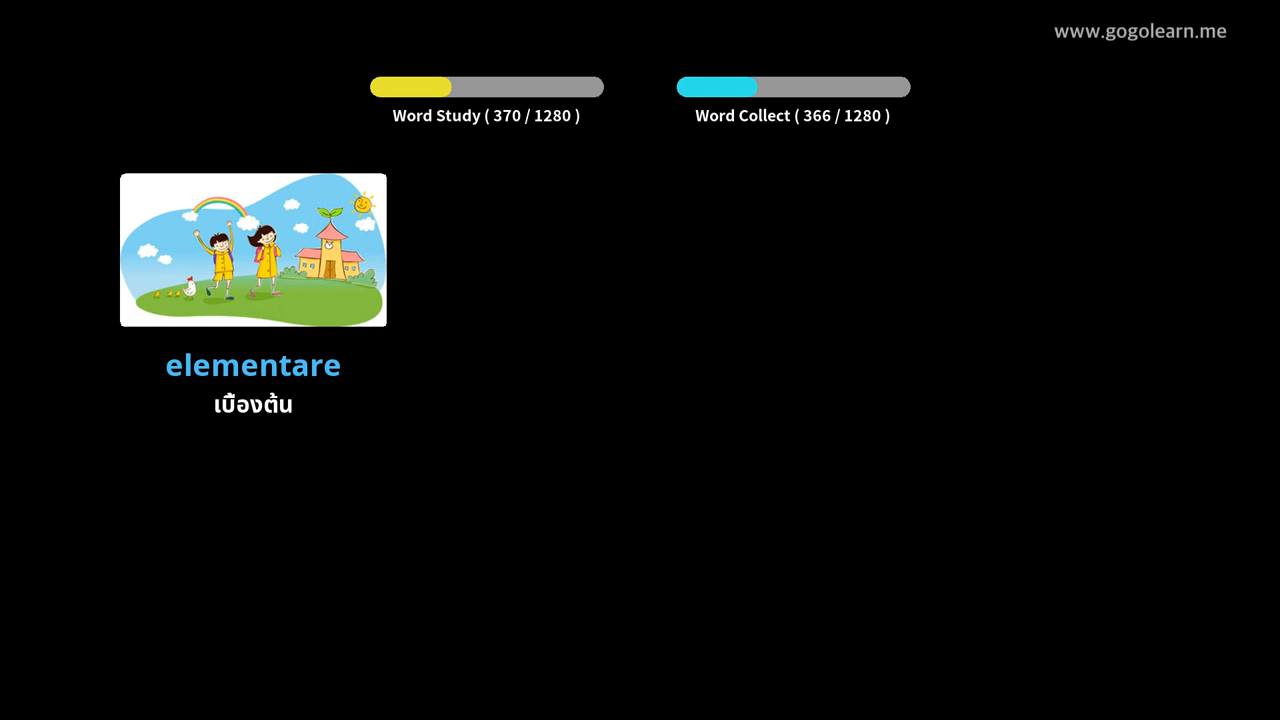 www.gogolearn.me
Word Study ( 370 / 1280 )
Word Collect ( 366 / 1280 )
elementare
เบื้องต้น